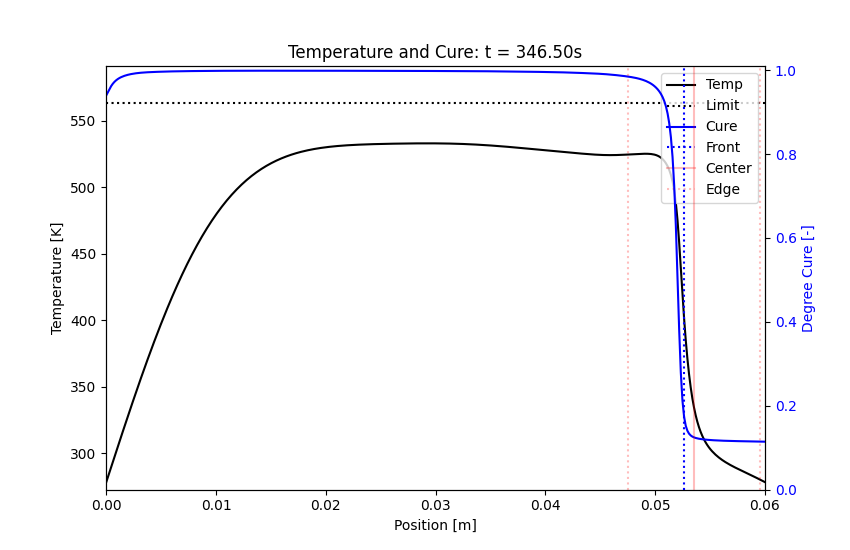 Temperature and Cure: t = 346.50s
Temperature [K]
550
500
450
400
350
300
Temp
Limit
Cure
Front
Center
Edge
1.0
0.8
0.6
0.4
0.2
0.0
Degree Cure [-]
0.00 0.01 0.02 0.03 0.04 0.05 0.06
Position [m]